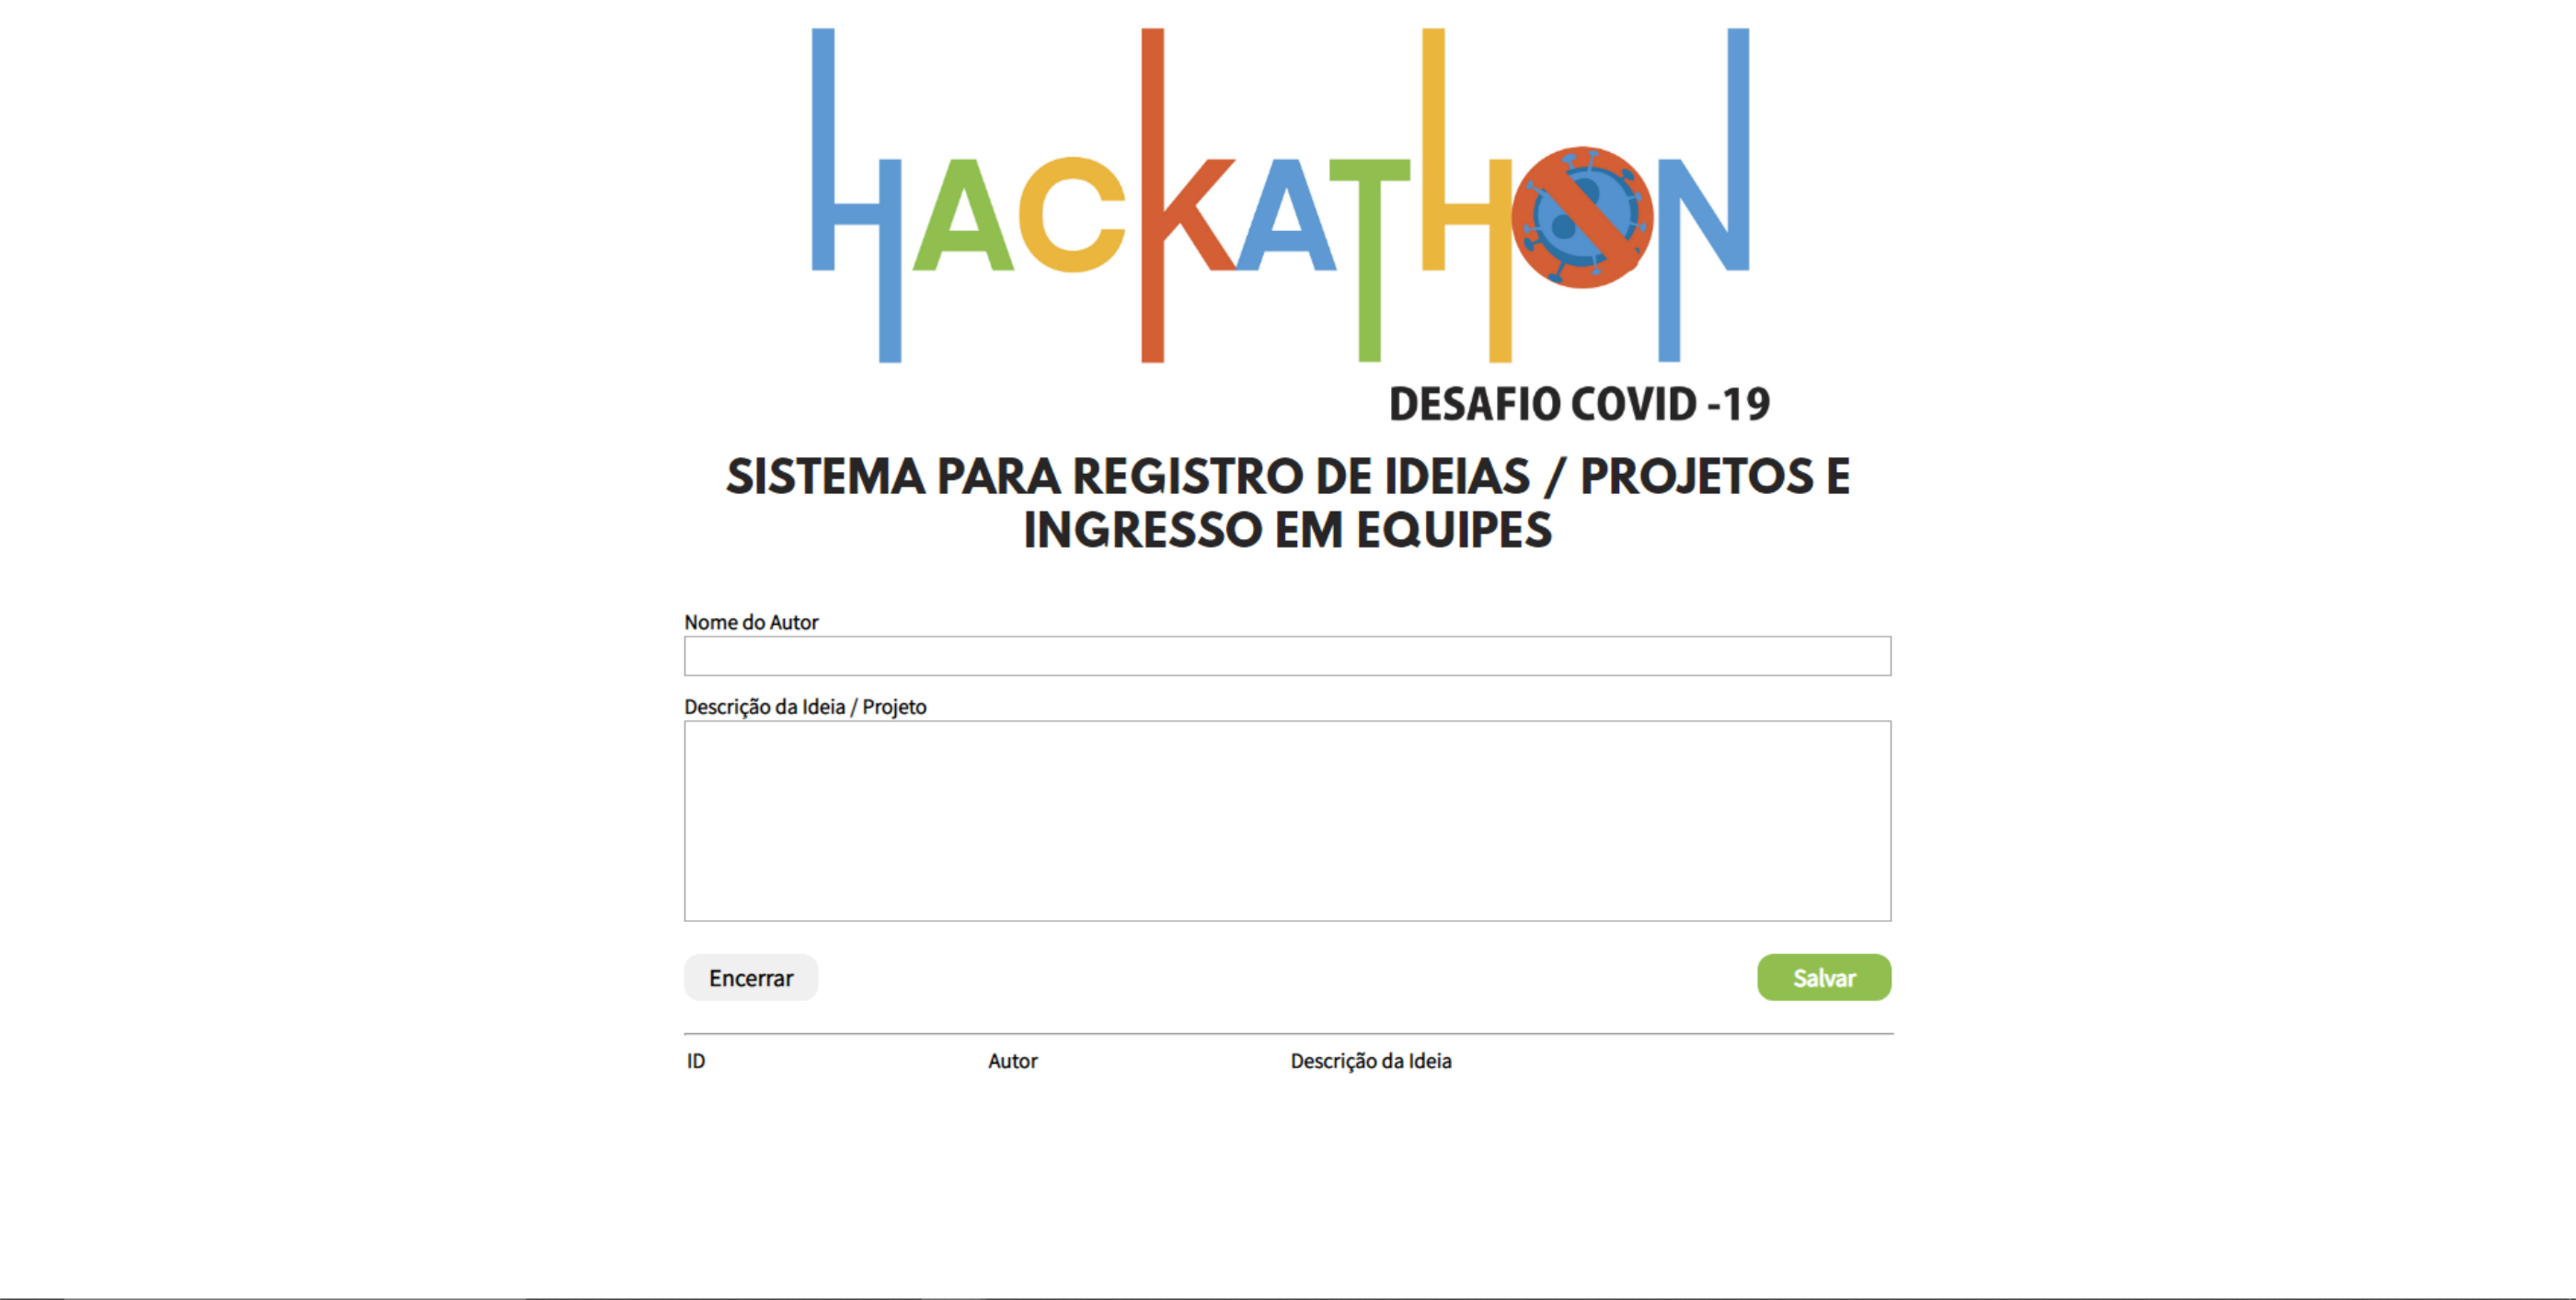 HACKATHON
DESAFIO COVID -19
SISTEMA PARA REGISTRO DE IDEIAS / PROJETOS E
INGRESSO EM EQUIPES
Nome do Autor
Descrição da Ideia / Projeto
Encerrar
Salvar
ID
Autor
Descrição da Ideia